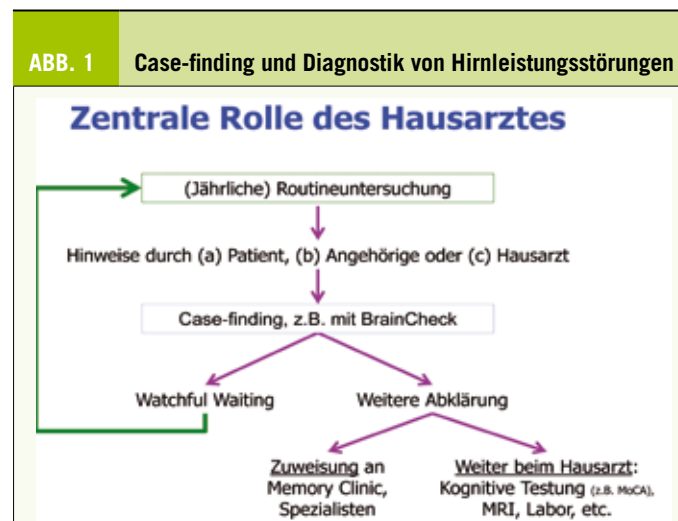 ABB. 1 Case-finding und Diagnostik von Hirnleistungsstörungen
Zentrale Rolle des Hausarztes
(Jährliche) Routineuntersuchung
Hinweise durch (a) Patient, (b) Angehörige oder (c) Hausarzt
Case-finding, z.B. mit BrainCheck
Watchful Waiting
Weitere Abklärung
Zuweisung an
Memory Clinic,
Spezialisten
Weiter beim Hausarzt:
Kognitive Testung (z.B. MoCA),
MRI, Labor, etc.